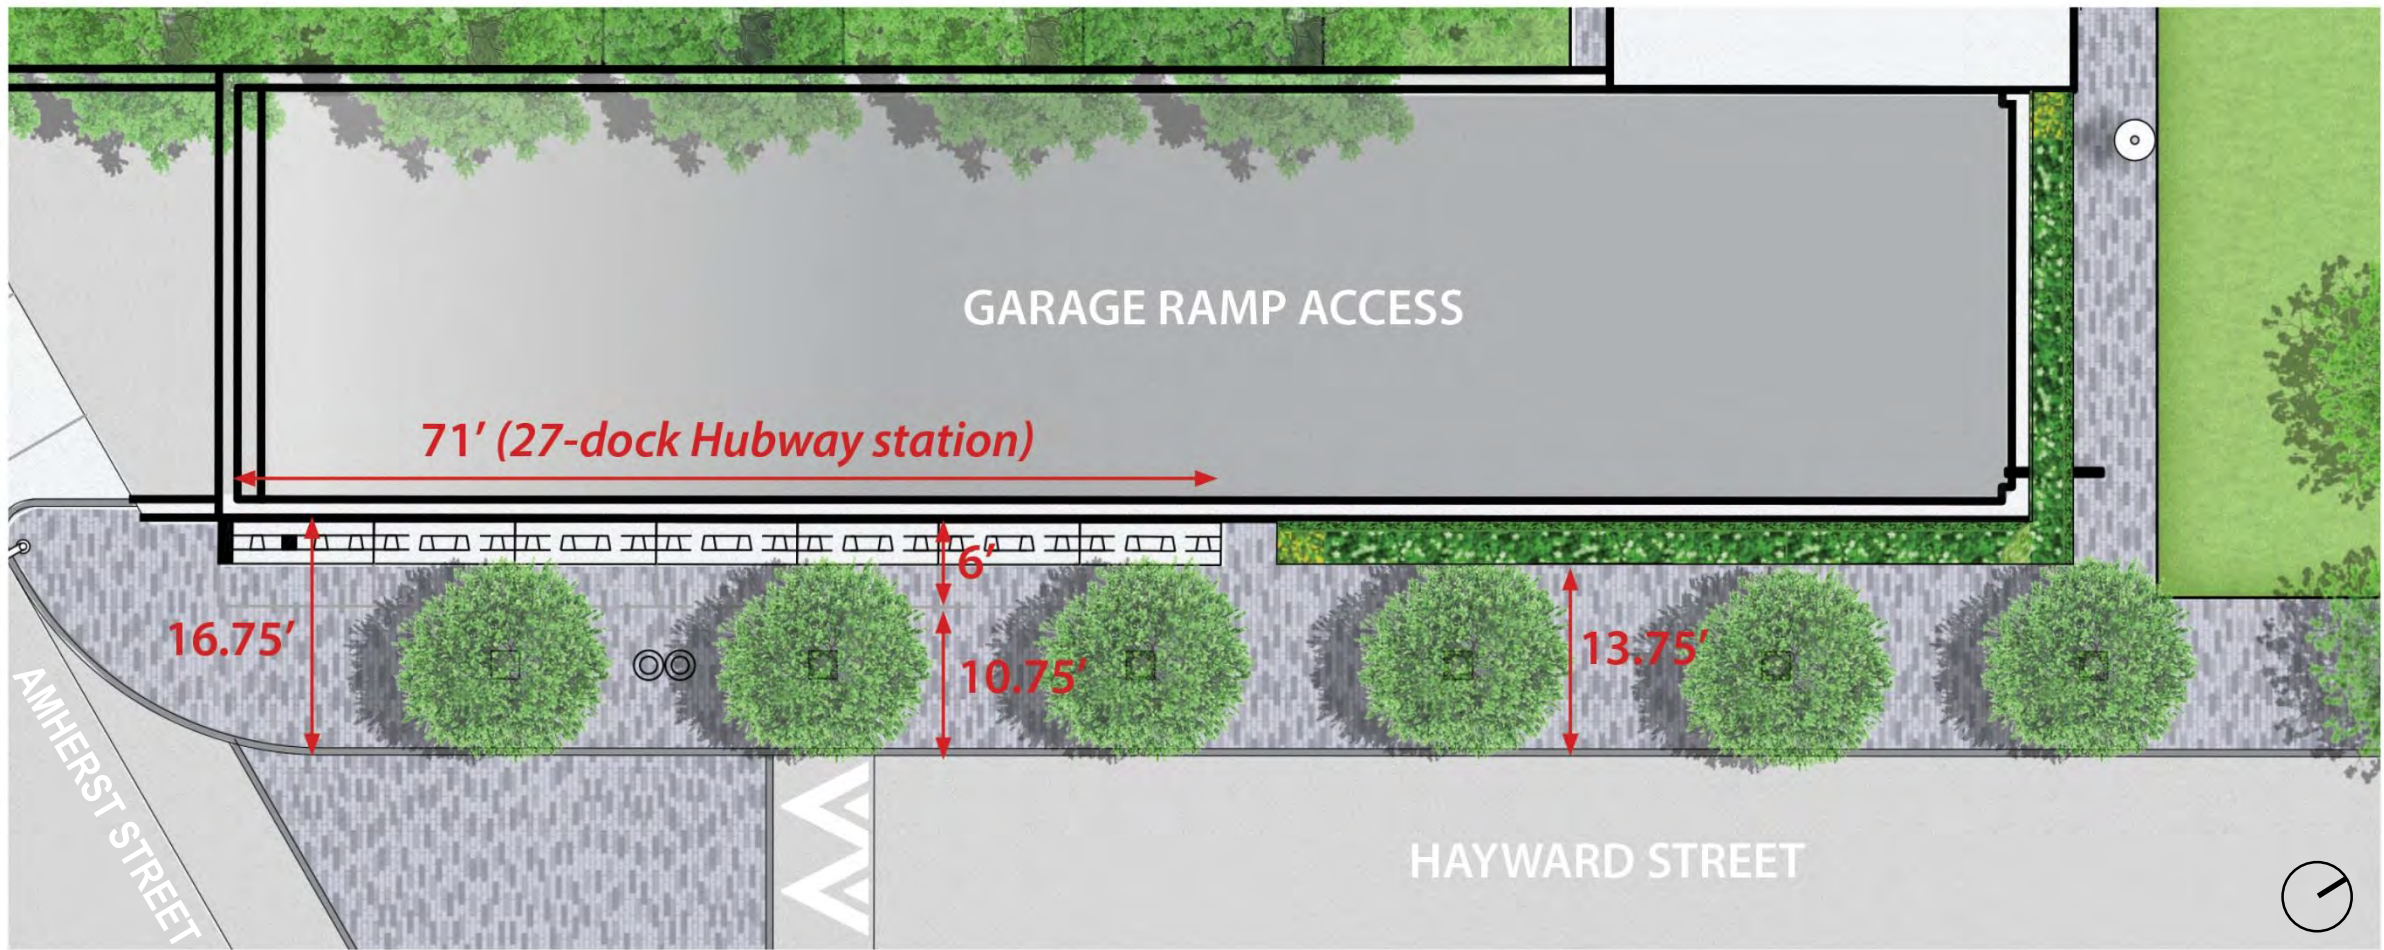 GARAGE RAMP ACCESS
71′ (27-dock Hubway station)
6′
16.75′
10.75′
13.75′
AMHERST STREET
HAYWARD STREET